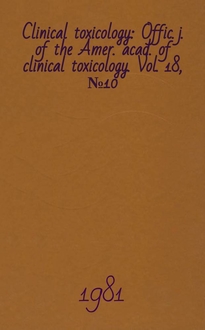 Clinical toxicology: Offic j.
of the Amer. acad. of
clinical toxicology. Vol. 18,
№10
1981